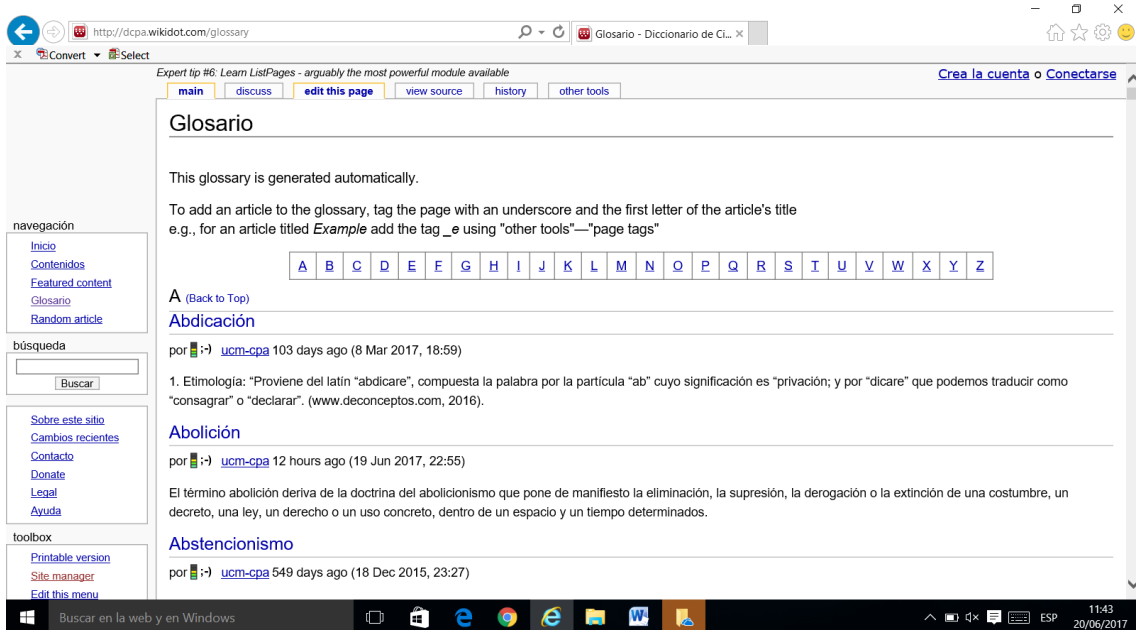 http://dcpa.wikidot.com/glossary
Glosario - Diccionario de Ci...
Convert Select
Expert tip #6: Learn ListPages - arguably the most powerful module available
Crea la cuenta o Conectarse
main discuss edit this page view source history other tools
Glosario
This glossary is generated automatically.
To add an article to the glossary, tag the page with an underscore and the first letter of the article's title
e.g., for an article titled Example add the tag _e using "other tools"—"page tags"
navegación
Inicio
Contenidos
Featured content
Glosario
Random article
búsqueda
Buscar
Sobre este sitio
Cambios recientes
Contacto
Donate
Legal
Ayuda
toolbox
Printable version
Site manager
Edit this menu
A B C D E F G H I J K L M N O P Q R S T U V W X Y Z
A (Back to Top)
Abdicación
por ;-) ucm-cpa 103 days ago (8 Mar 2017, 18:59)
1. Etimología: “Proviene del latín “abdicare”, compuesta la palabra por la partícula “ab” cuyo significación es “privación; y por “dicare” que podemos traducir como
“consagrar” o “declarar”. (www.deconceptos.com, 2016).
Abolición
por ;-) ucm-cpa 12 hours ago (19 Jun 2017, 22:55)
El término abolición deriva de la doctrina del abolicionismo que pone de manifiesto la eliminación, la supresión, la derogación o la extinción de una costumbre, un
decreto, una ley, un derecho o un uso concreto, dentro de un espacio y un tiempo determinados.
Abstencionismo
por ;-) ucm-cpa 549 days ago (18 Dec 2015, 23:27)
Buscar en la web y en Windows
ESP
11:43
20/06/2017